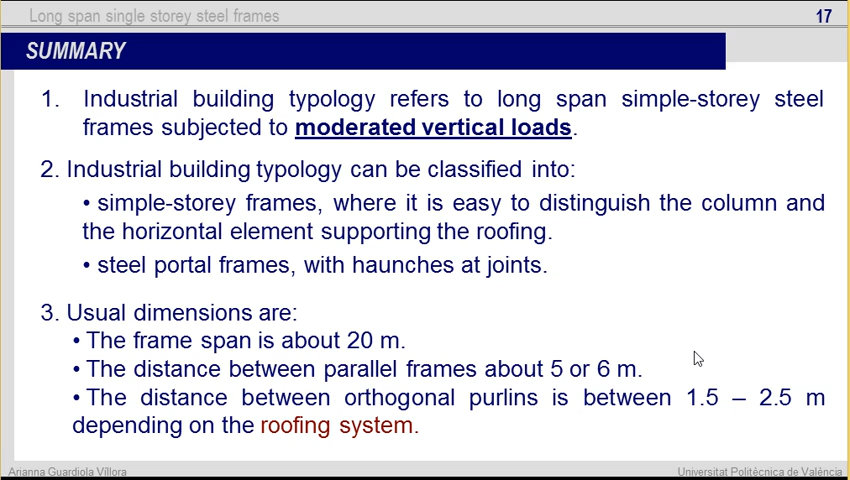 Long span single storey steel frames
17
SUMMARY
1. Industrial building typology refers to long span simple-storey steel
frames subjected to moderated vertical loads.
2. Industrial building typology can be classified into:
• simple-storey frames, where it is easy to distinguish the column and
the horizontal element supporting the roofing.
• steel portal frames, with haunches at joints.
3. Usual dimensions are:
• The frame span is about 20 m.
• The distance between parallel frames about 5 or 6 m.
• The distance between orthogonal purlins is between 1.5 – 2.5 m
depending on the roofing system.
Arianna Guardiola Víllora
Universitat Politècnica de València